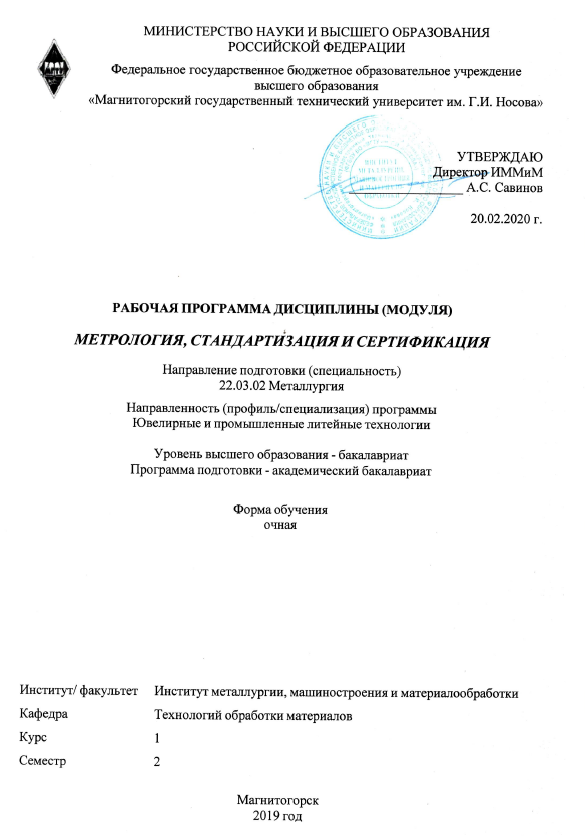 МИНИСТЕРСТВО НАУКИ И ВЫСШЕГО ОБРАЗОВАНИЯ
РОССИЙСКОЙ ФЕДЕРАЦИИ
Федеральное государственное бюджетное образовательное учреждение
высшего образования
«Магнитогорский государственный технический университет им. Г.И. Носова»
УТВЕРЖДАЮ
Директор ИММиМ
А.С. Савинов
20.02.2020 г.
РАБОЧАЯ ПРОГРАММА ДИСЦИПЛИНЫ (МОДУЛЯ)
МЕТРОЛОГИЯ, СТАНДАРТИЗАЦИЯ И СЕРТИФИКАЦИЯ
Направление подготовки (специальность)
22.03.02 Металлургия
Направленность (профиль/специализация) программы
Ювелирные и промышленные литейные технологии
Уровень высшего образования - бакалавриат
Программа подготовки - академический бакалавриат
Форма обучения
очная
Институт/ факультет Институт металлургии, машиностроения и материалообработки
Кафедра Технологий обработки материалов
Курс 1
Семестр 2
Магнитогорск
2019 год